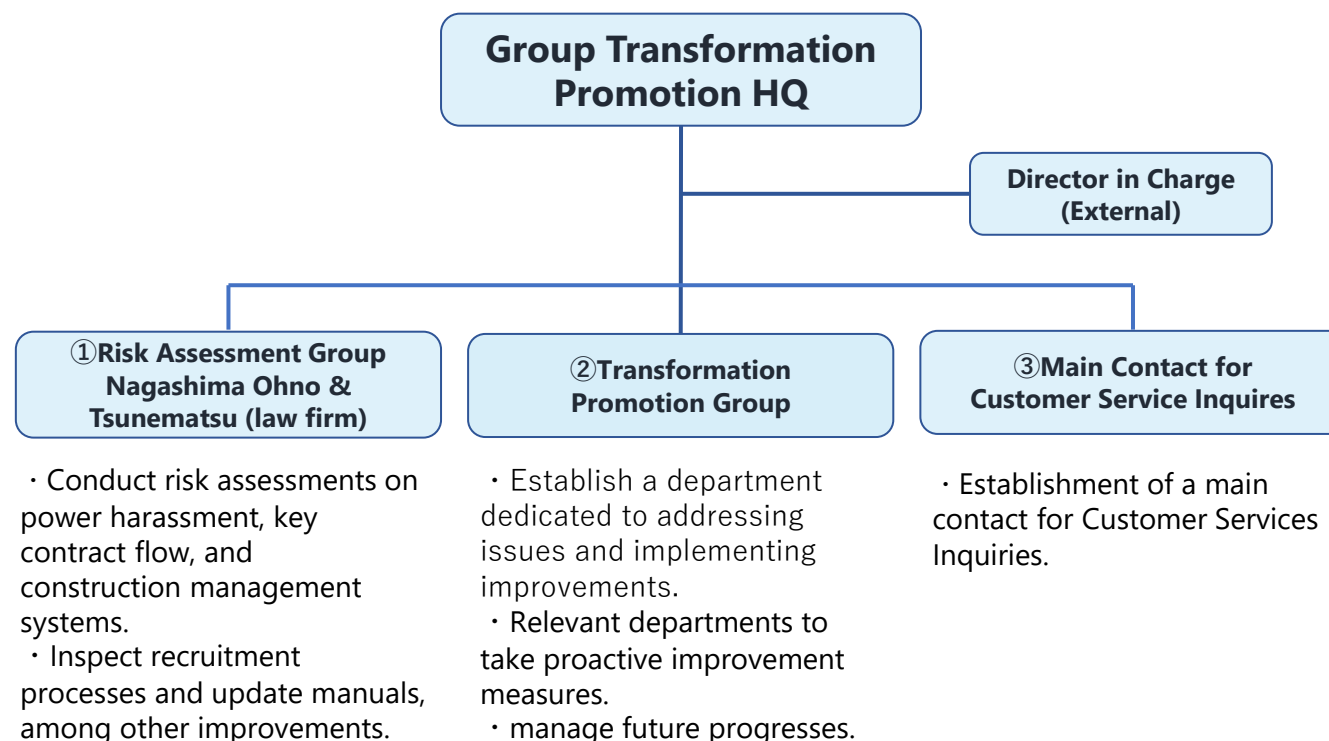 Group Transformation
Promotion HQ
Director in Charge
(External)
①Risk Assessment Group
Nagashima Ohno &
Tsunematsu (law firm)
②Transformation
Promotion Group
③Main Contact for
Customer Service Inquires
・Conduct risk assessments on
power harassment, key
contract flow, and
construction management
systems.
・Inspect recruitment
processes and update manuals,
among other improvements.
・Establish a department
dedicated to addressing
issues and implementing
improvements.
・Relevant departments to
take proactive improvement
measures.
・manage future progresses.
・Establishment of a main
contact for Customer Services
Inquiries.